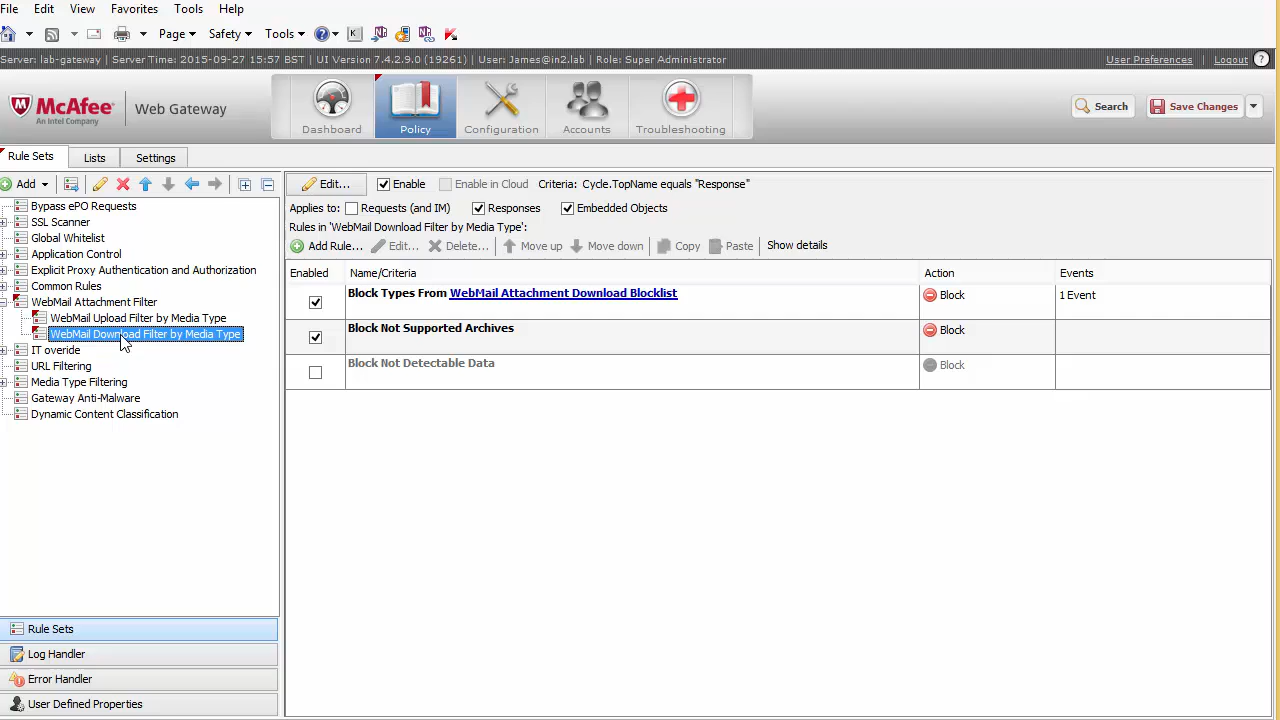 File Edit View Favorites Tools Help
Page Safety Tools
Server: lab-gateway | Server Time: 2015-09-27 15:57 BST | UI Version 7.4.2.9.0 (19261) | User: James@in2.lab | Role: Super Administrator User Preferences Logout
McAfee Web Gateway
An Intel Company
Dashboard Policy Configuration Accounts Troubleshooting
Search Save Changes
Rule Sets Lists Settings
Add
Bypass ePO Requests
SSL Scanner
Global Whitelist
Application Control
Explicit Proxy Authentication and Authorization
Common Rules
WebMail Attachment Filter
WebMail Upload Filter by Media Type
WebMail Download Filter by Media Type
IT overide
URL Filtering
Media Type Filtering
Gateway Anti-Malware
Dynamic Content Classification
Rule Sets
Log Handler
Error Handler
User Defined Properties
Edit... Enable Enable in Cloud Criteria: Cycle.TopName equals "Response"
Applies to: Requests (and IM) Responses Embedded Objects
Rules in 'WebMail Download Filter by Media Type':
Add Rule... Edit... Delete... Move up Move down Copy Paste Show details
Enabled Name/Criteria Action Events
Block Types From WebMail Attachment Download Blocklist Block 1 Event
Block Not Supported Archives Block
Block Not Detectable Data Block